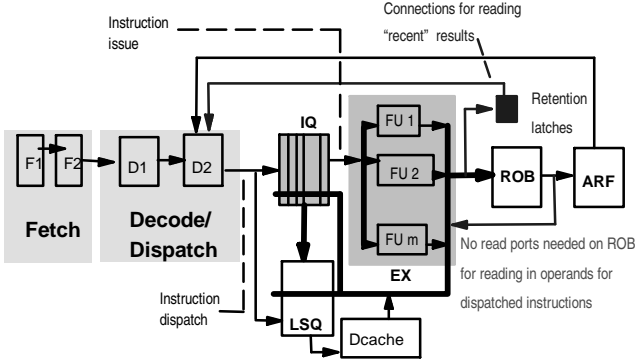 Connections for reading
"recent" results
Instruction
issue
Retention
latches
IQ
FU 1
FU 2
FU m
EX
F1
F2
D1
D2
ROB
ARF
Fetch
Decode/
Dispatch
No read ports needed on ROB
for reading in operands for
dispatched instructions
Instruction
dispatch
LSQ
Dcache